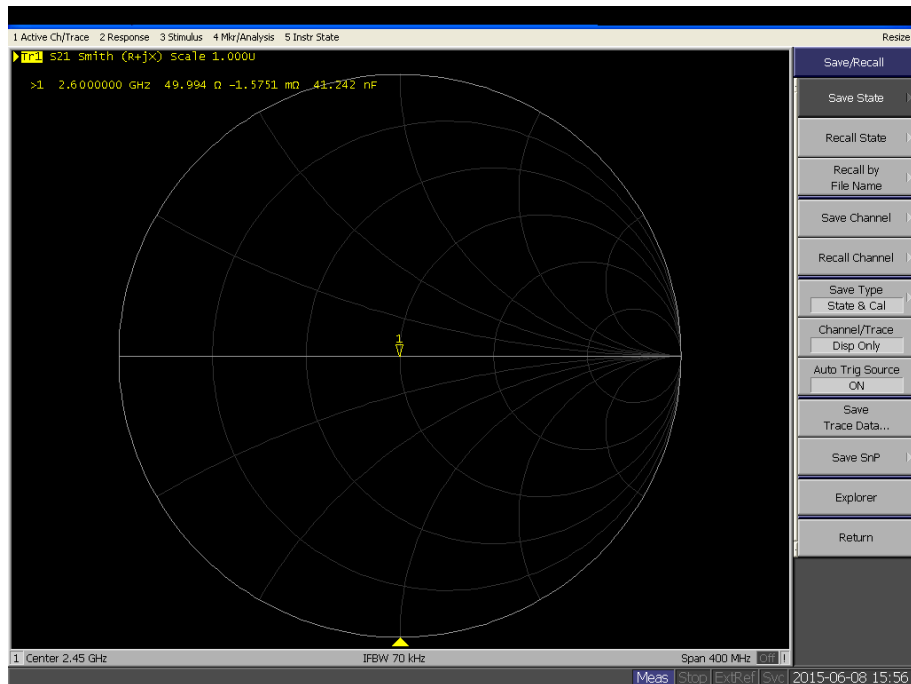 1 Active Ch/Trace 2 Response 3 Stimulus 4 Mkr/Analysis 5 Instr State
Resize
Tr1 S21 Smith (R+jX) Scale 1.000U
>1 2.6000000 GHz 49.994 Ω -1.5751 mΩ 41.242 nF
1
Save/Recall
Save State
Recall State
Recall by
File Name
Save Channel
Recall Channel
Save Type
State & Cal
Channel/Trace
Disp Only
Auto Trig Source
ON
Save
Trace Data...
Save SnP
Explorer
Return
1 Center 2.45 GHz IFBW 70 kHz Span 400 MHz Off !
Meas Stop ExtRef Svc 2015-06-08 15:56